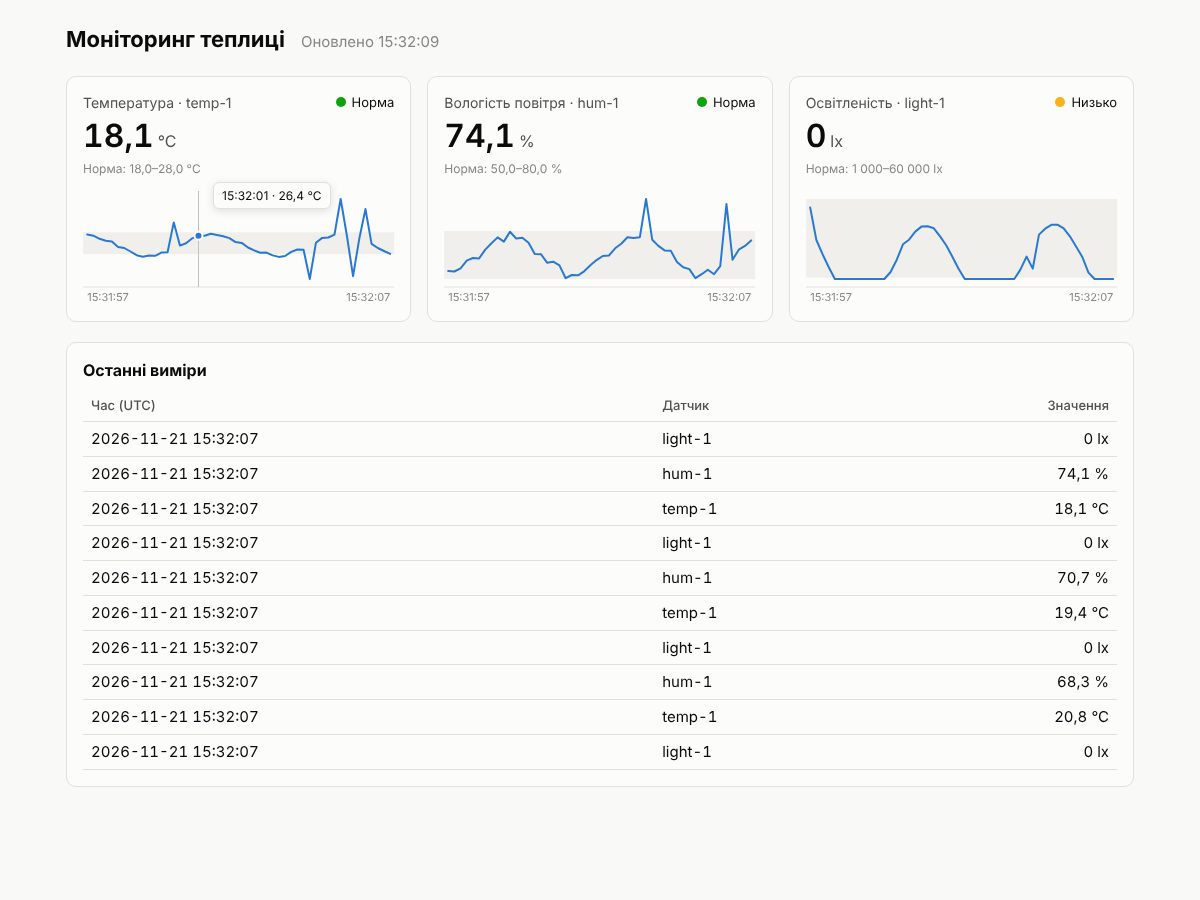 Моніторинг теплиці Оновлено 15:32:09
Температура · temp-1 Норма
18,1 °C
Норма: 18,0–28,0 °C
15:32:01 · 26,4 °C
15:31:57 15:32:07
Вологість повітря · hum-1 Норма
74,1 %
Норма: 50,0–80,0 %
15:31:57 15:32:07
Освітленість · light-1 Низько
0 lx
Норма: 1 000–60 000 lx
15:31:57 15:32:07
Останні виміри
Час (UTC) Датчик Значення
2026-11-21 15:32:07 light-1 0 lx
2026-11-21 15:32:07 hum-1 74,1 %
2026-11-21 15:32:07 temp-1 18,1 °C
2026-11-21 15:32:07 light-1 0 lx
2026-11-21 15:32:07 hum-1 70,7 %
2026-11-21 15:32:07 temp-1 19,4 °C
2026-11-21 15:32:07 light-1 0 lx
2026-11-21 15:32:07 hum-1 68,3 %
2026-11-21 15:32:07 temp-1 20,8 °C
2026-11-21 15:32:07 light-1 0 lx